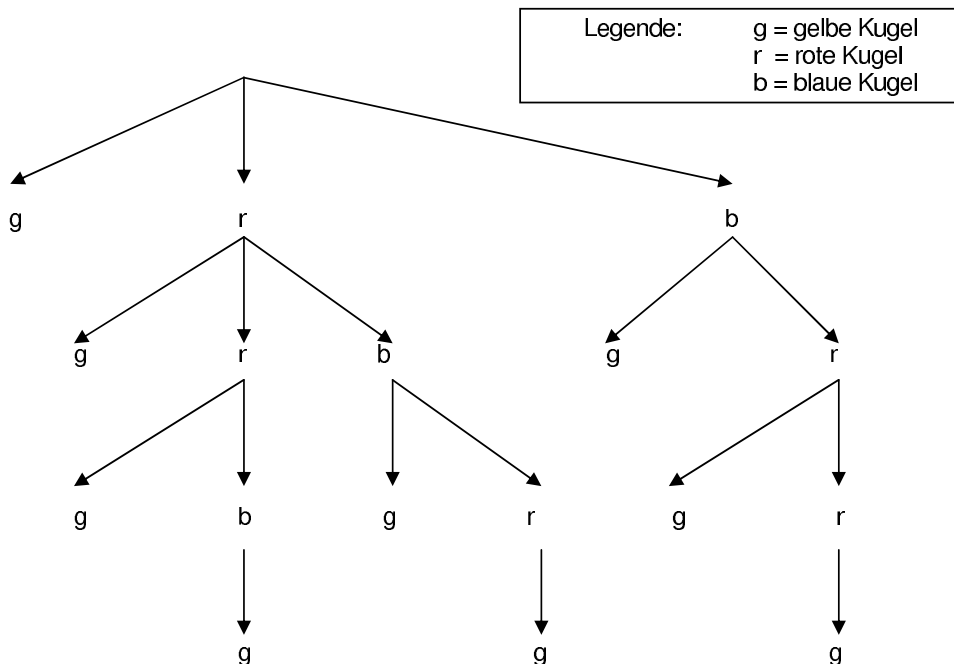 Legende: g = gelbe Kugel
r = rote Kugel
b = blaue Kugel
g r b
g r b g r
g b g r g r
g g g